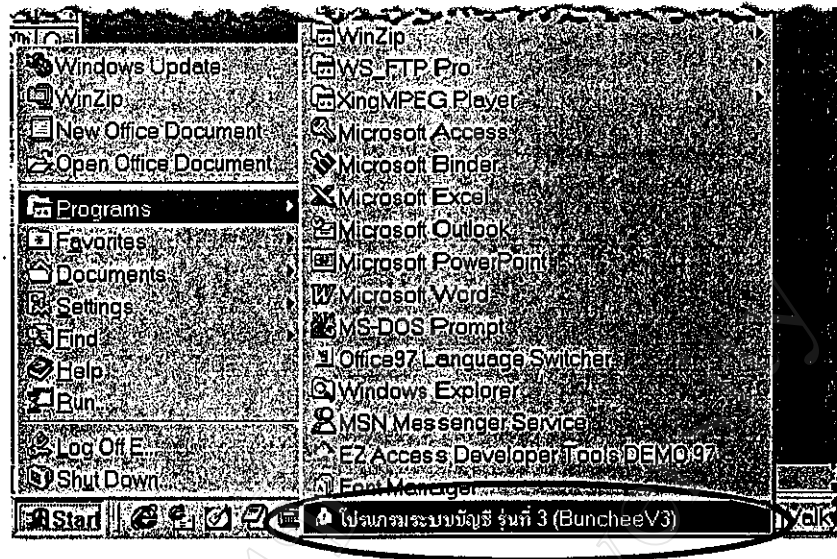 Windows Update
WinZip
New Office Document
Open Office Document
Programs
Favorites
Documents
Settings
Find
Help
Run...
Log Off E...
Shut Down...
Start
WinZip
WS_FTP Pro
XingMPEG Player
Microsoft Access
Microsoft Binder
Microsoft Excel
Microsoft Outlook
Microsoft PowerPoint
Microsoft Word
MS-DOS Prompt
Office97 Language Switcher
Windows Explorer
MSN Messenger Service
EZ Access Developer Tools DEMO 97
Font Manager
โปรแกรมระบบบัญชี รุ่นที่ 3 (BuncheeV3)